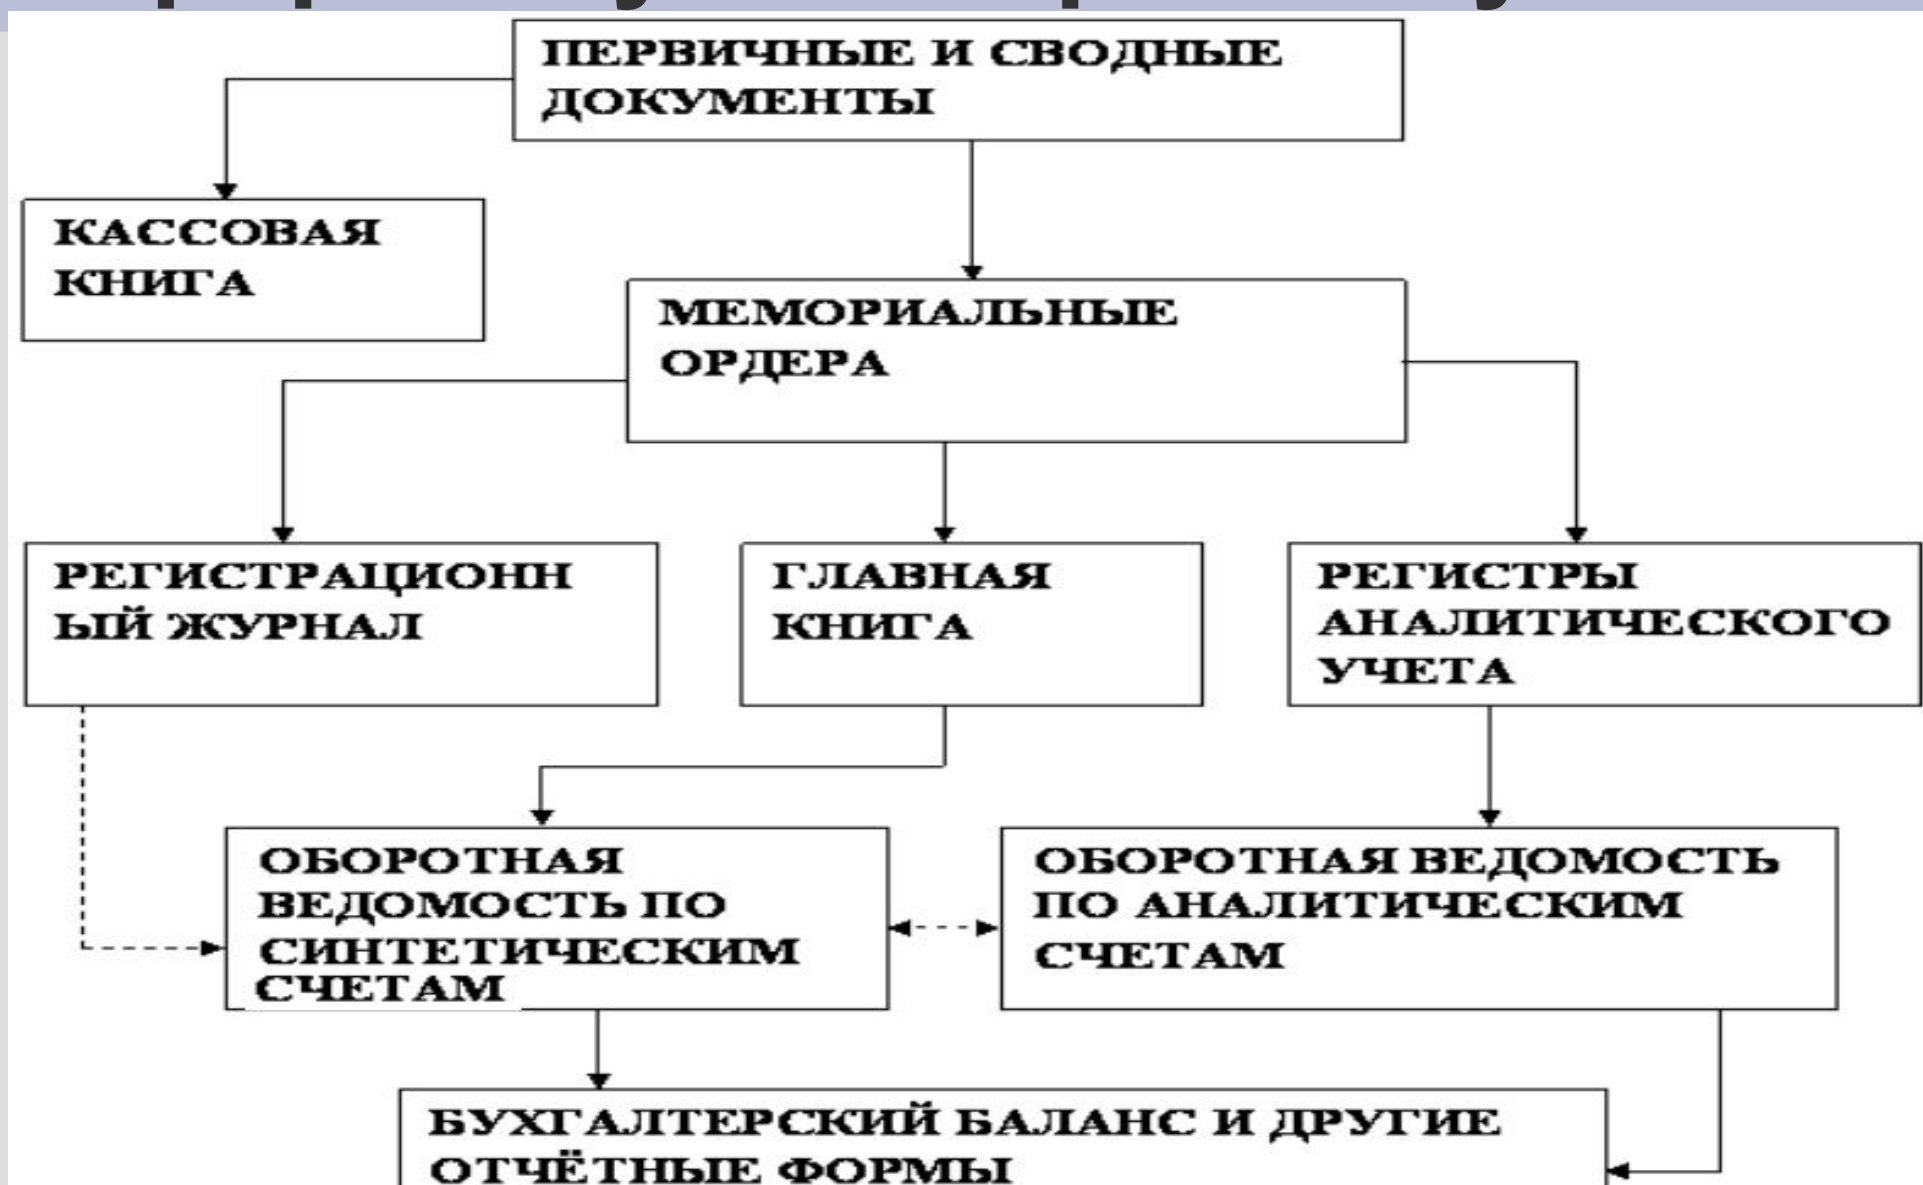 ПЕРВИЧНЫЕ И СВОДНЫЕ
ДОКУМЕНТЫ
КАССОВАЯ
КНИГА
МЕМОРИАЛЬНЫЕ
ОРДЕРА
РЕГИСТРАЦИОНН
ЫЙ ЖУРНАЛ
ГЛАВНАЯ
КНИГА
РЕГИСТРЫ
АНАЛИТИЧЕСКОГО
УЧЕТА
ОБОРОТНАЯ
ВЕДОМОСТЬ ПО
СИНТЕТИЧЕСКИМ
СЧЕТАМ
ОБОРОТНАЯ ВЕДОМОСТЬ
ПО АНАЛИТИЧЕСКИМ
СЧЕТАМ
БУХГАЛТЕРСКИЙ БАЛАНС И ДРУГИЕ
ОТЧЁТНЫЕ ФОРМЫ